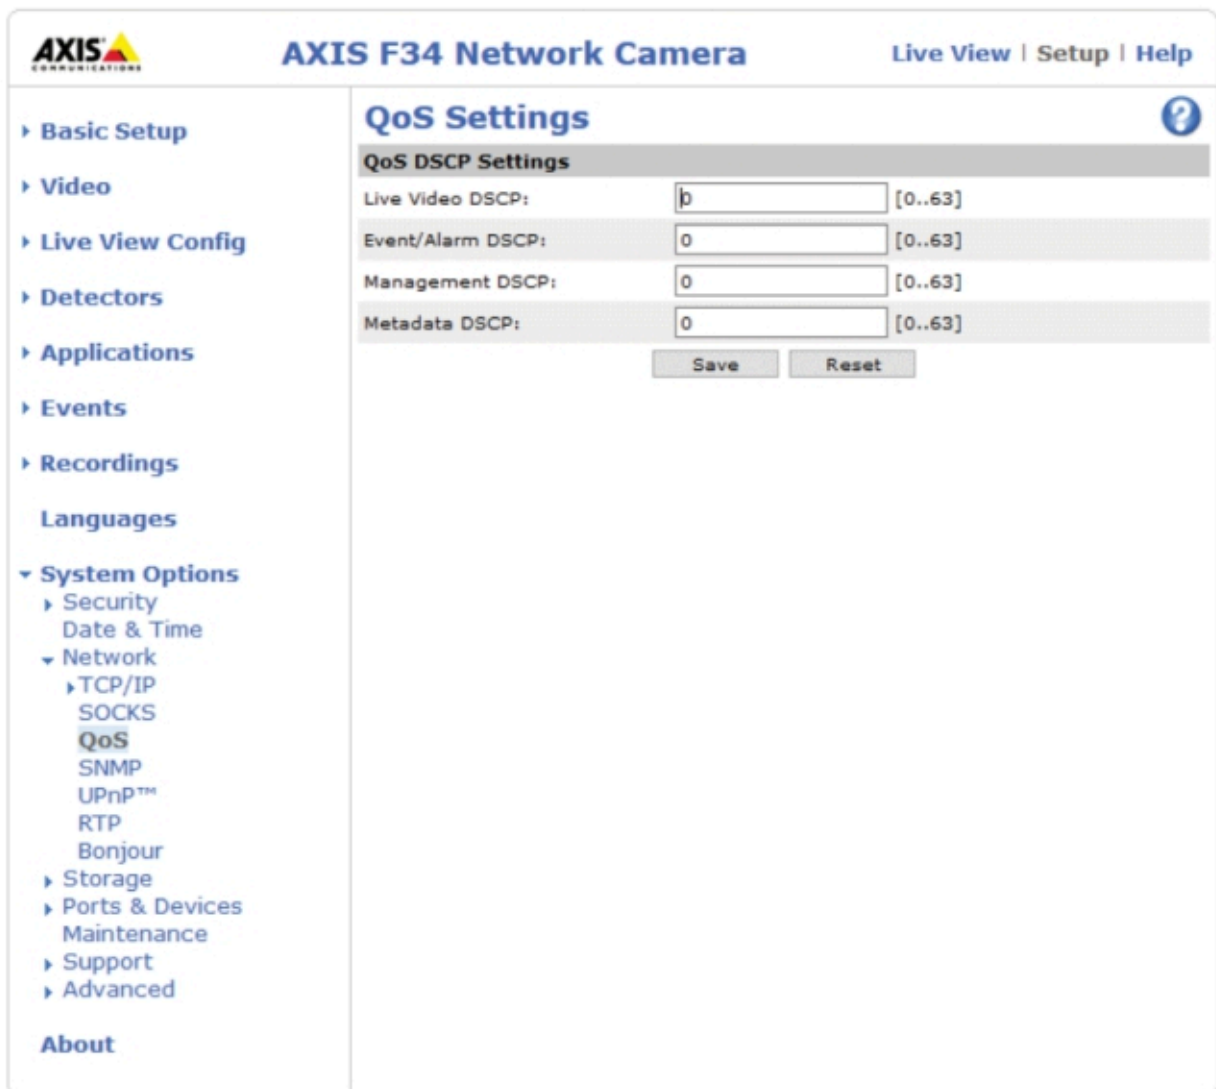 AXIS
COMMUNICATIONS
AXIS F34 Network Camera
Live View | Setup | Help
Basic Setup
Video
Live View Config
Detectors
Applications
Events
Recordings
Languages
System Options
Security
Date & Time
Network
TCP/IP
SOCKS
QoS
SNMP
UPnP™
RTP
Bonjour
Storage
Ports & Devices
Maintenance
Support
Advanced
About
QoS Settings
?
QoS DSCP Settings
Live Video DSCP: 0 [0..63]
Event/Alarm DSCP: 0 [0..63]
Management DSCP: 0 [0..63]
Metadata DSCP: 0 [0..63]
Save Reset